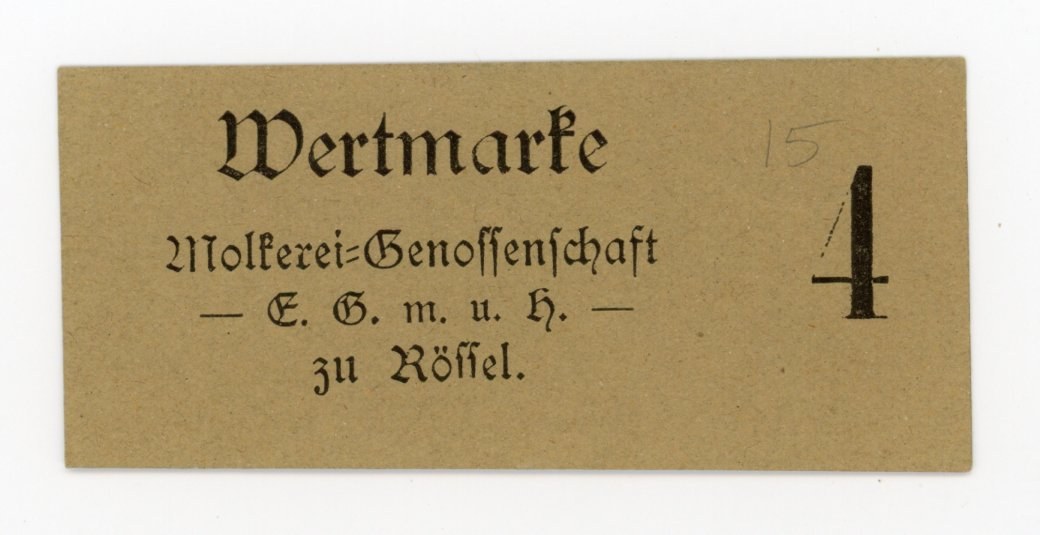 Wertmarke
15
4
Molkerei=Genossenschaft
— E. G. m. u. H. —
zu Rössel.